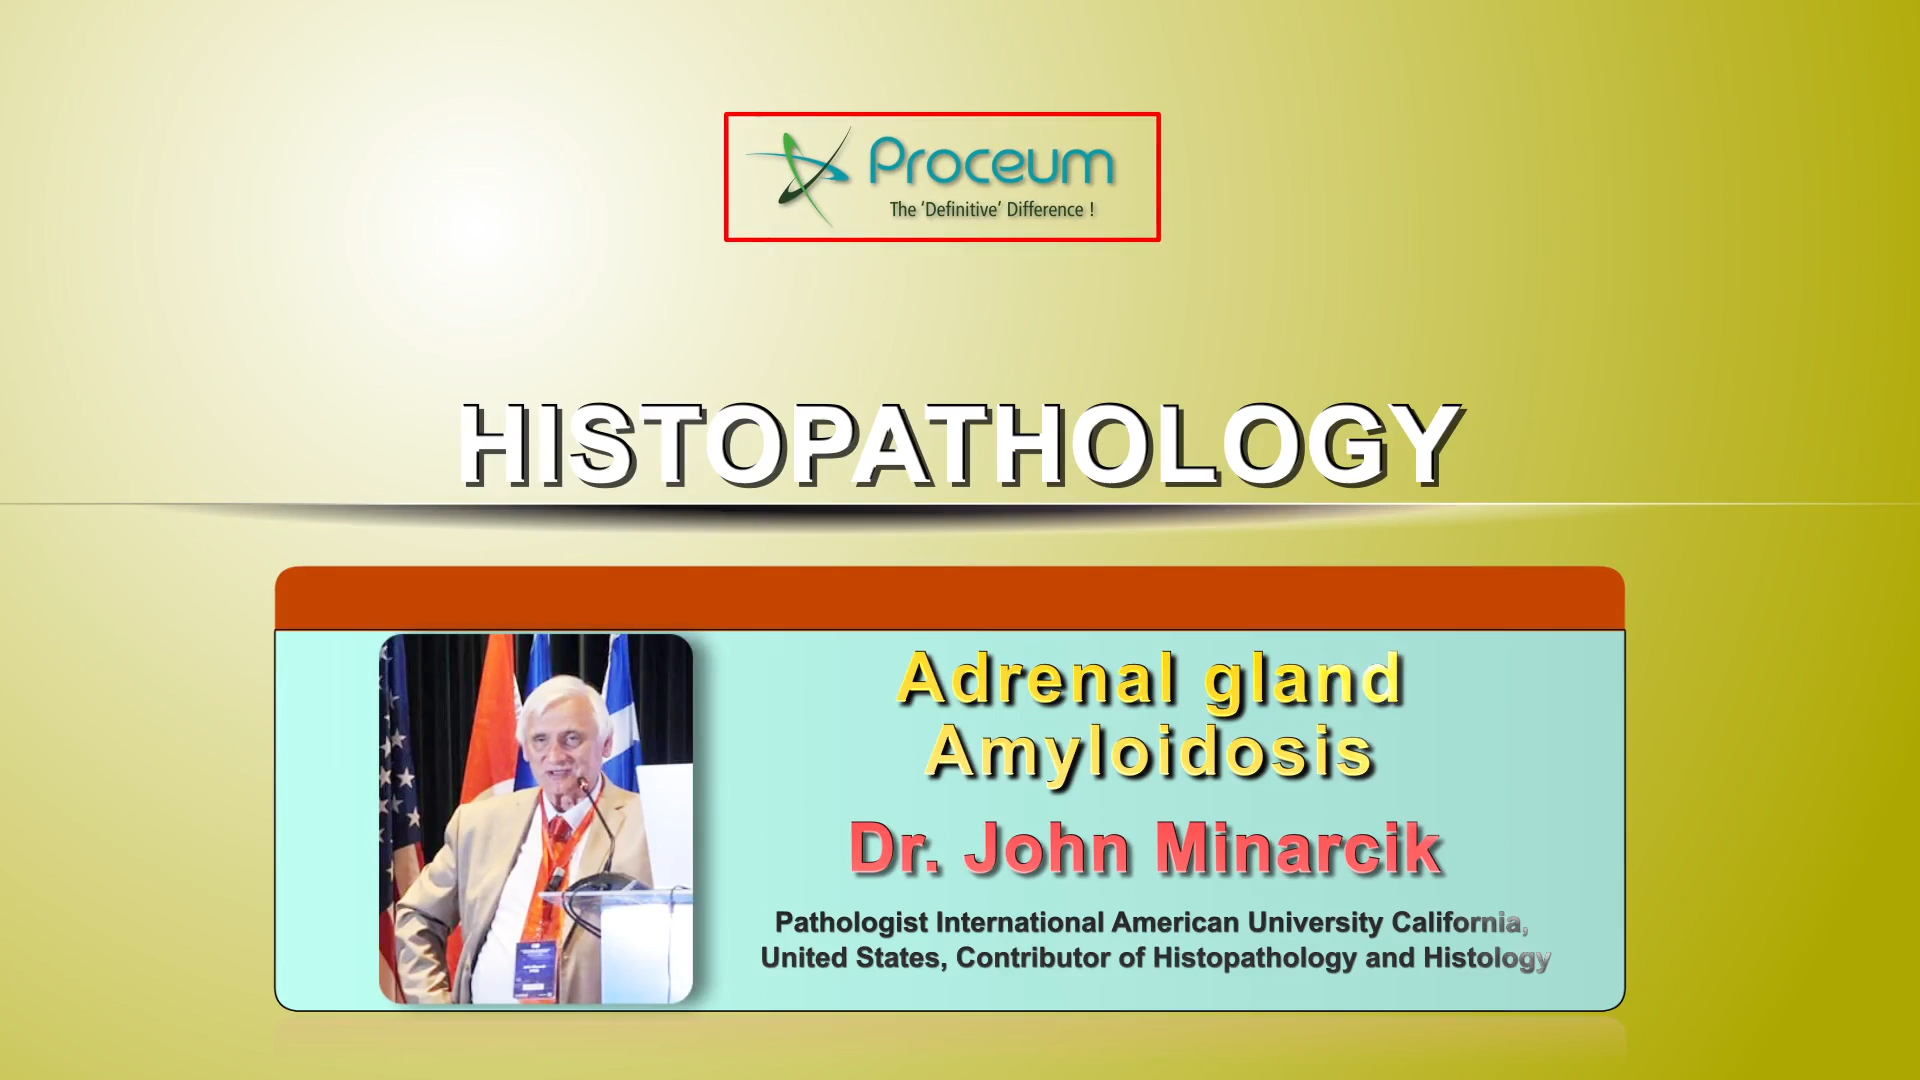 Proceum
The 'Definitive' Difference !
HISTOPATHOLOGY
Adrenal gland
Amyloidosis
Dr. John Minarcik
Pathologist International American University California,
United States, Contributor of Histopathology and Histology